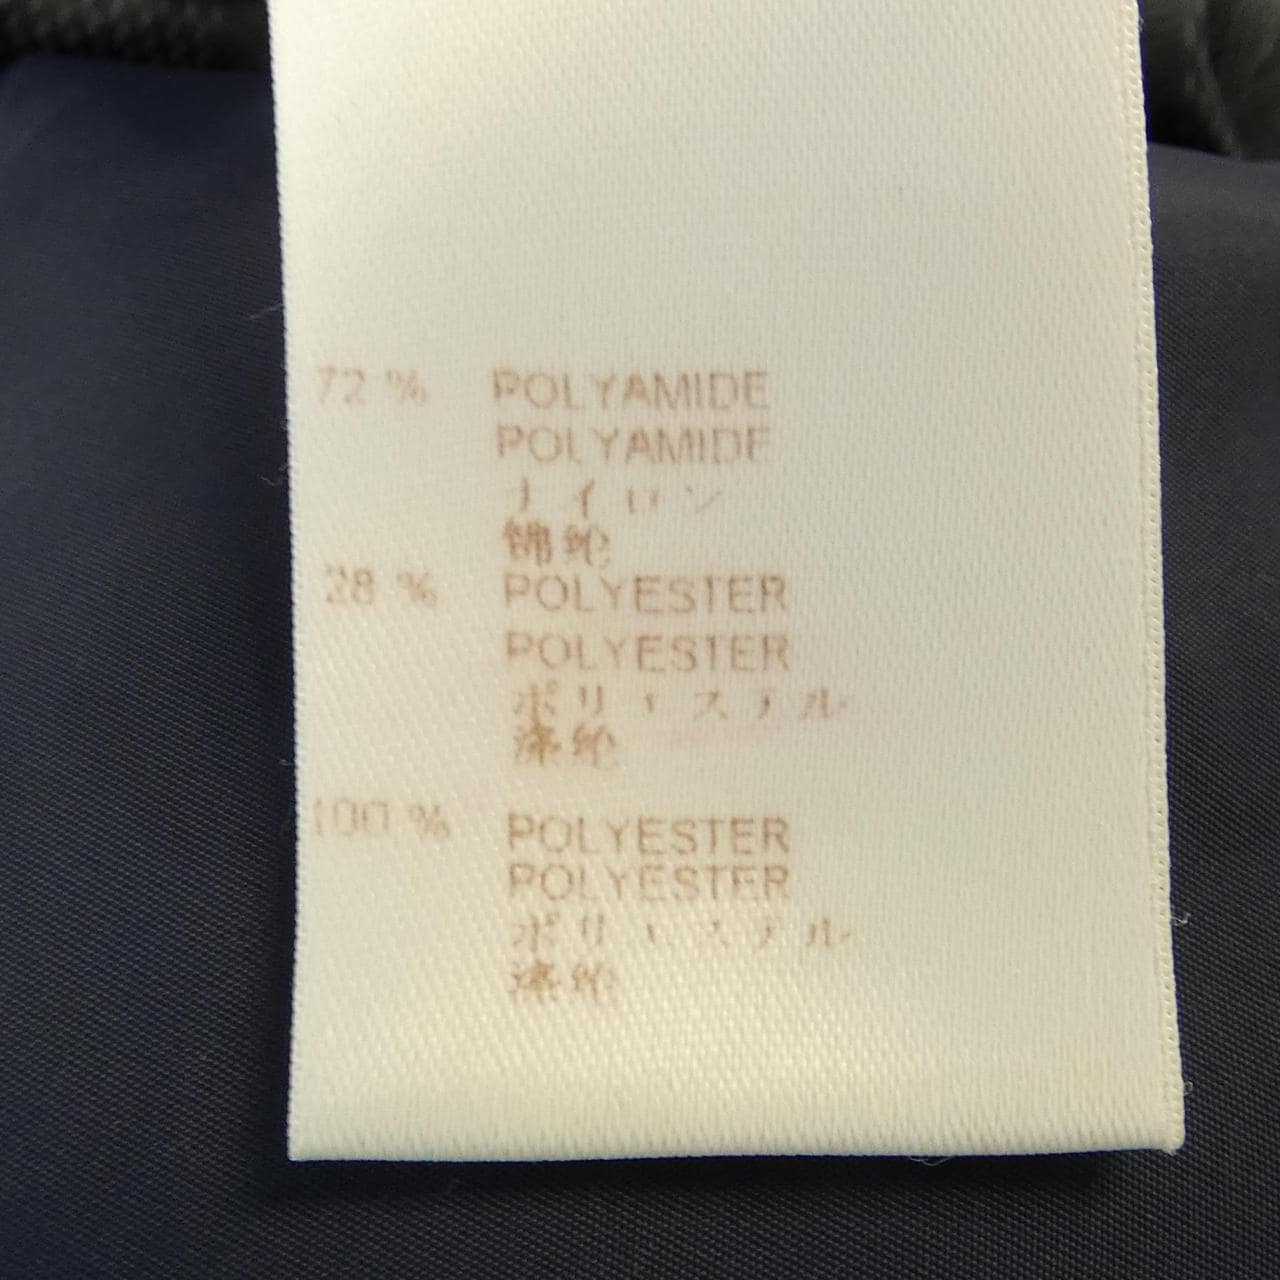 72 % POLYAMIDE
POLYAMIDE
ナイロン
锦纶
28 % POLYESTER
POLYESTER
ポリエステル
涤纶
100 % POLYESTER
POLYESTER
ポリエステル
涤纶